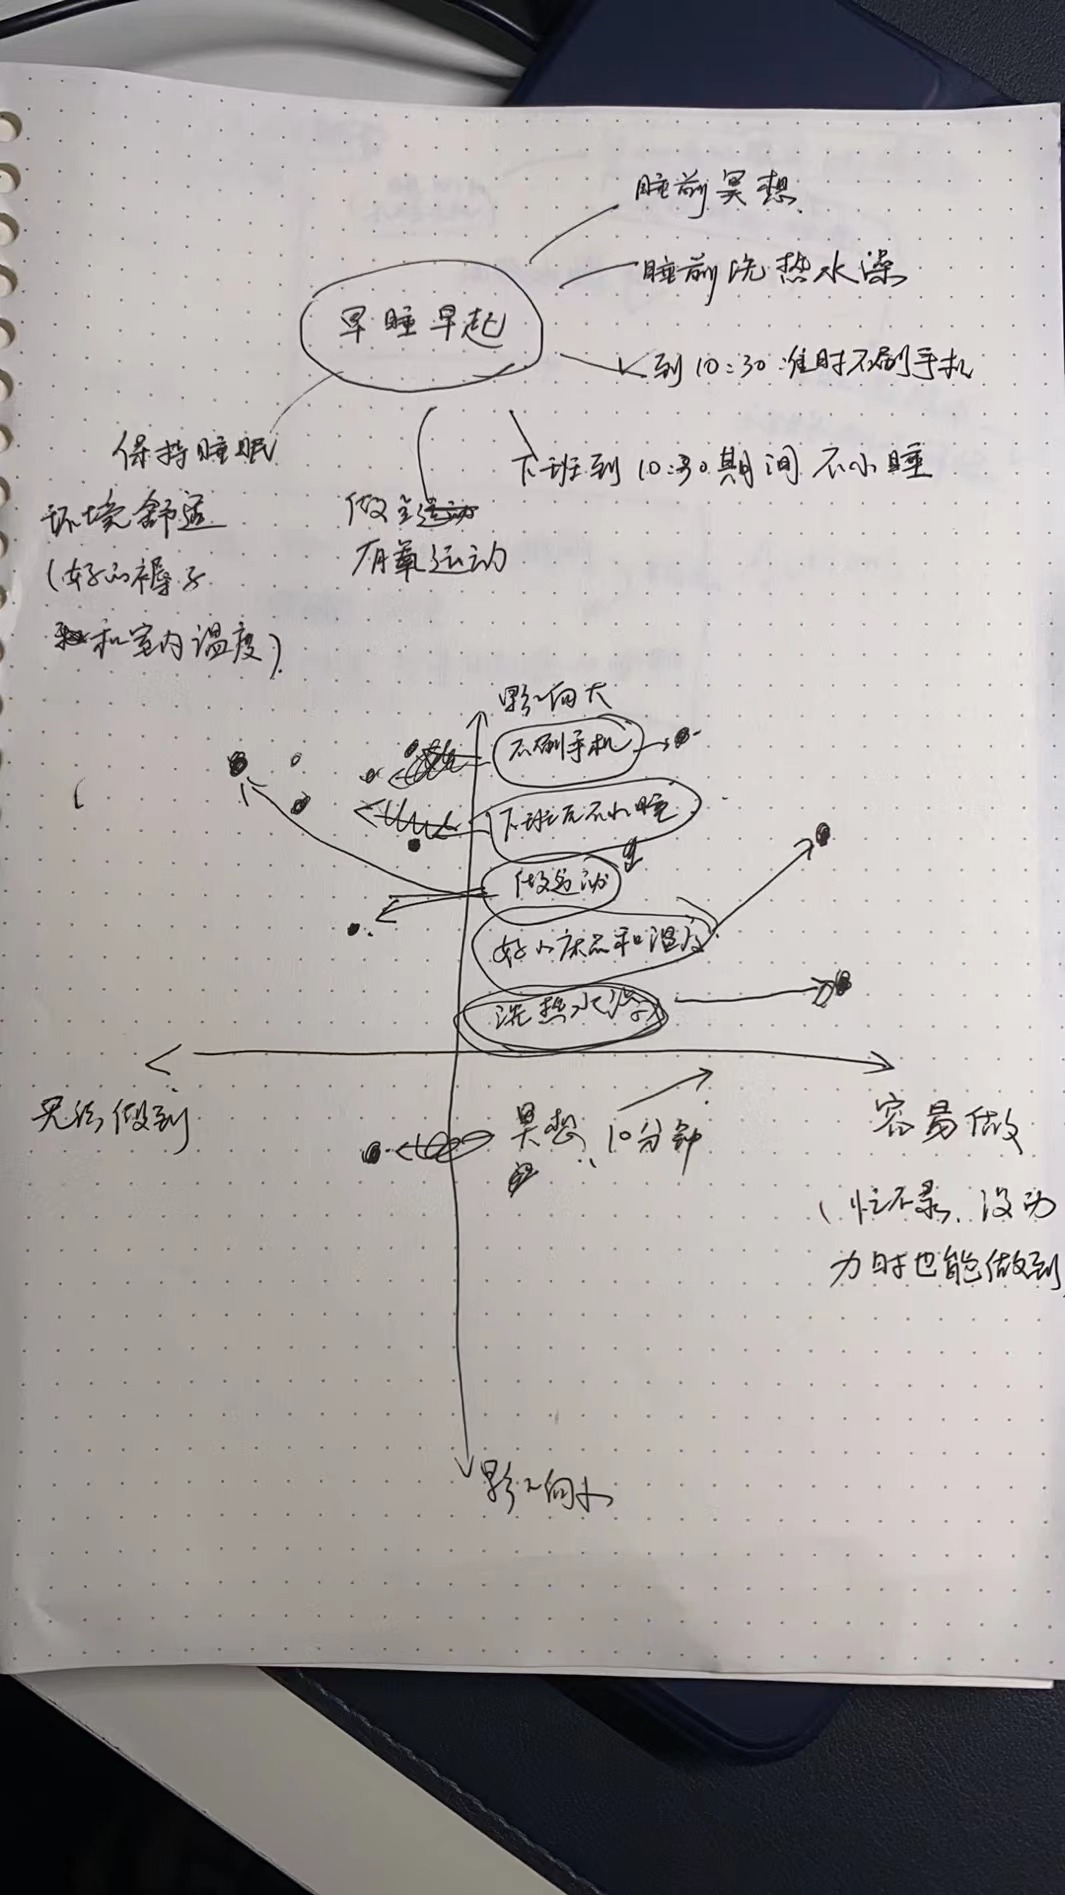 睡前冥想
睡前洗热水澡
早睡早起
到10:30准时不刷手机
保持睡眠
下班到10:30期间不小睡
环境舒适
做
(好的褥子
有氧运动
和室内温度)
影响大
不刷手机
下班后不小睡
做运动
好的床品和温度
洗热水澡
无法做到
冥想、10分钟
容易做
(忙不录、没动
力时也能做到
影响小